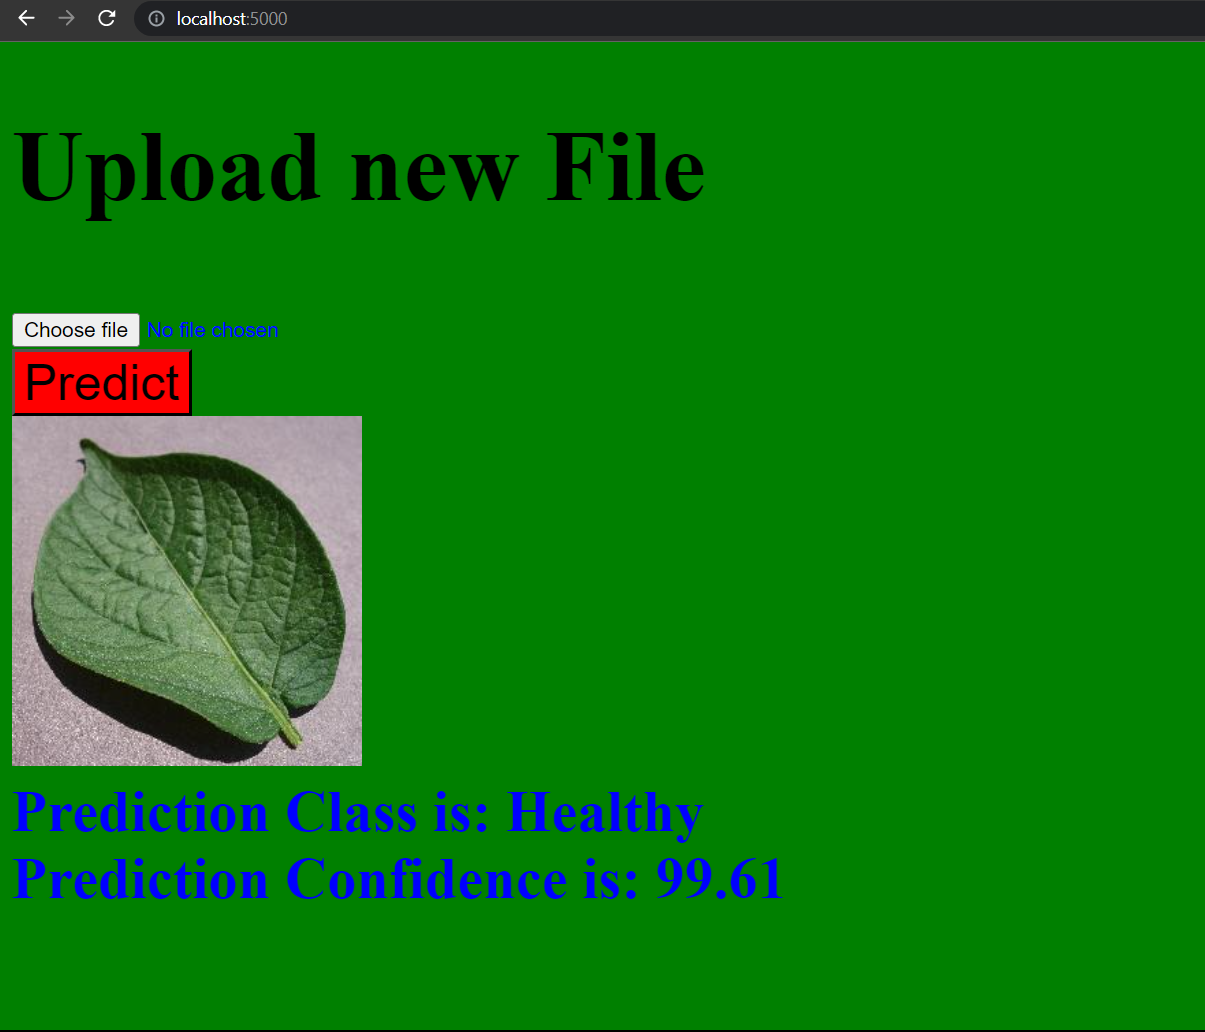 localhost:5000
Upload new File
Choose file No file chosen
Predict
Prediction Class is: Healthy
Prediction Confidence is: 99.61